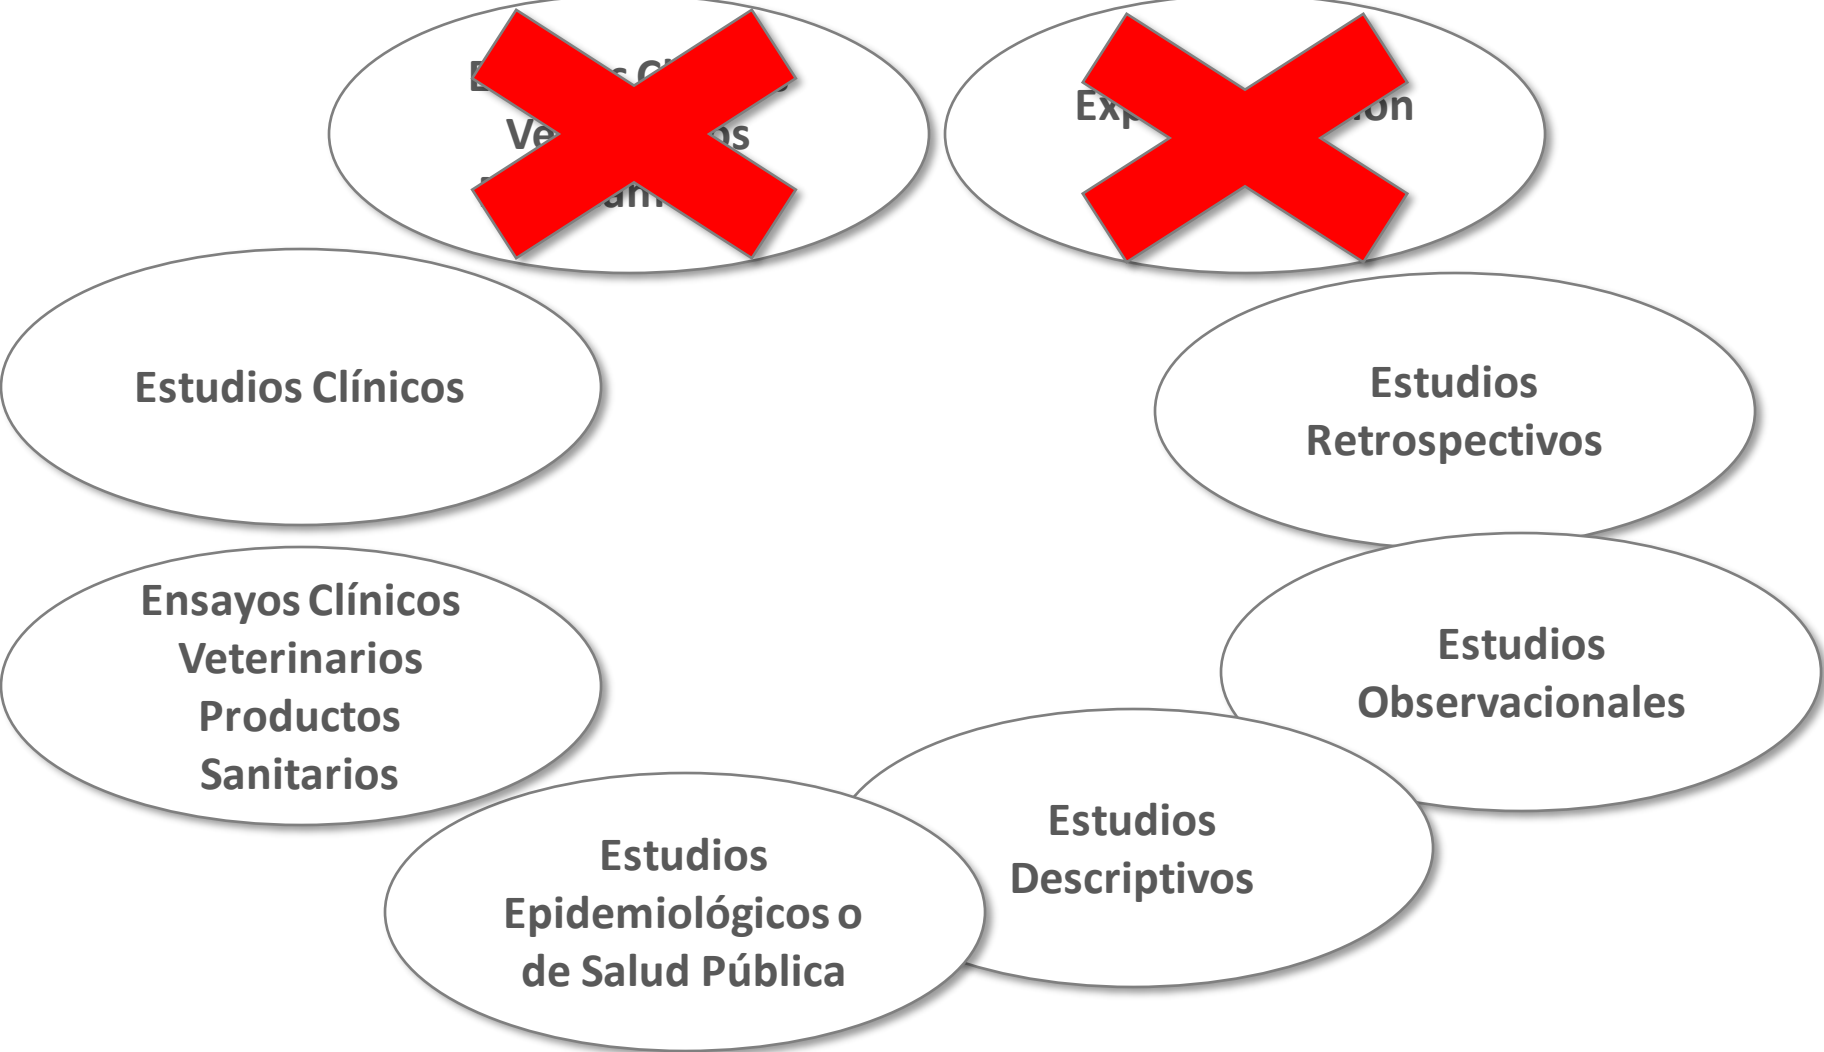 Estudios Clínicos
Estudios
Retrospectivos
Ensayos Clínicos
Veterinarios
Productos
Sanitarios
Estudios
Observacionales
Estudios
Descriptivos
Estudios
Epidemiológicos o
de Salud Pública